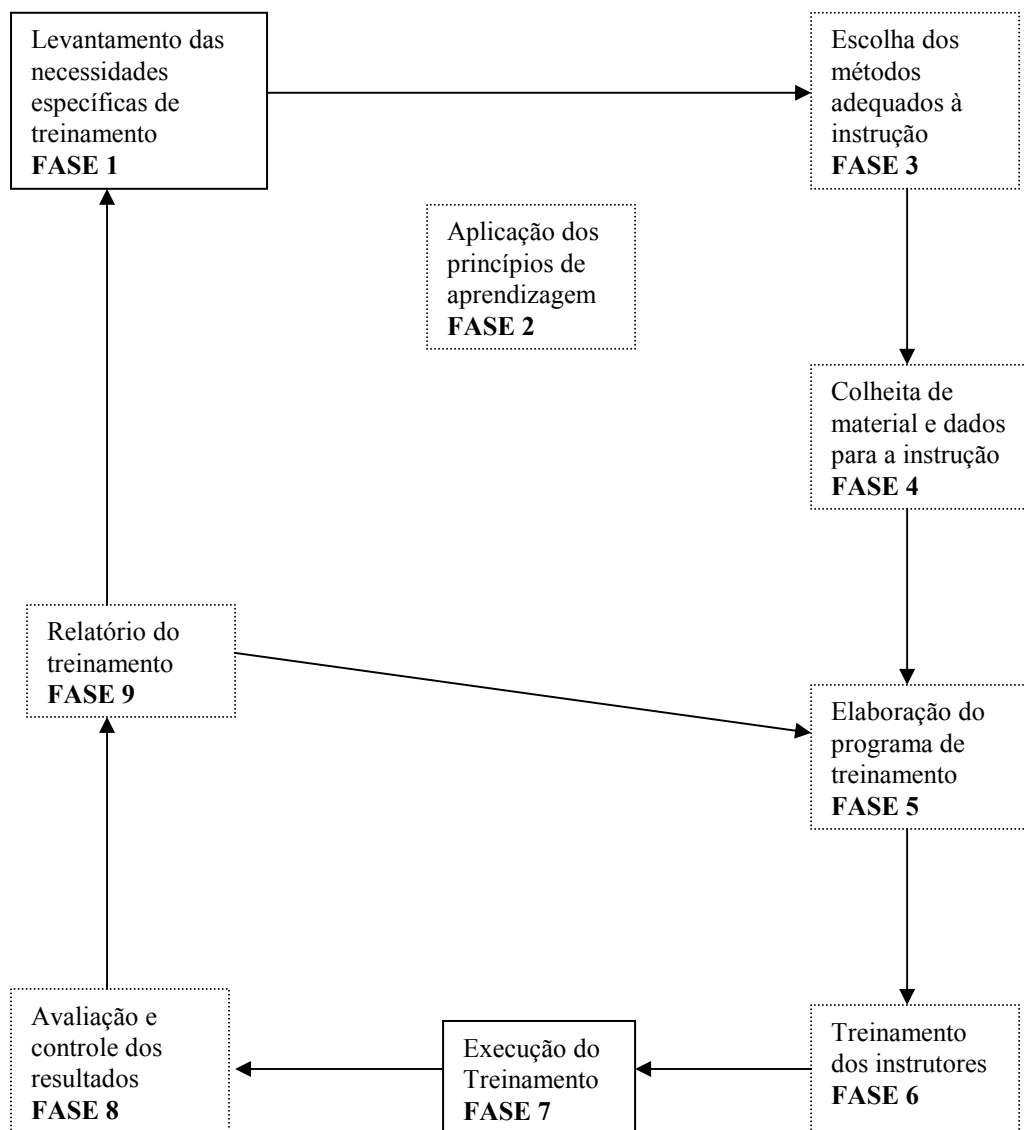 Levantamento das
necessidades
específicas de
treinamento
FASE 1
Escolha dos
métodos
adequados à
instrução
FASE 3
Aplicação dos
princípios de
aprendizagem
FASE 2
Colheita de
material e dados
para a instrução
FASE 4
Relatório do
treinamento
FASE 9
Elaboração do
programa de
treinamento
FASE 5
Avaliação e
controle dos
resultados
FASE 8
Execução do
Treinamento
FASE 7
Treinamento
dos instrutores
FASE 6